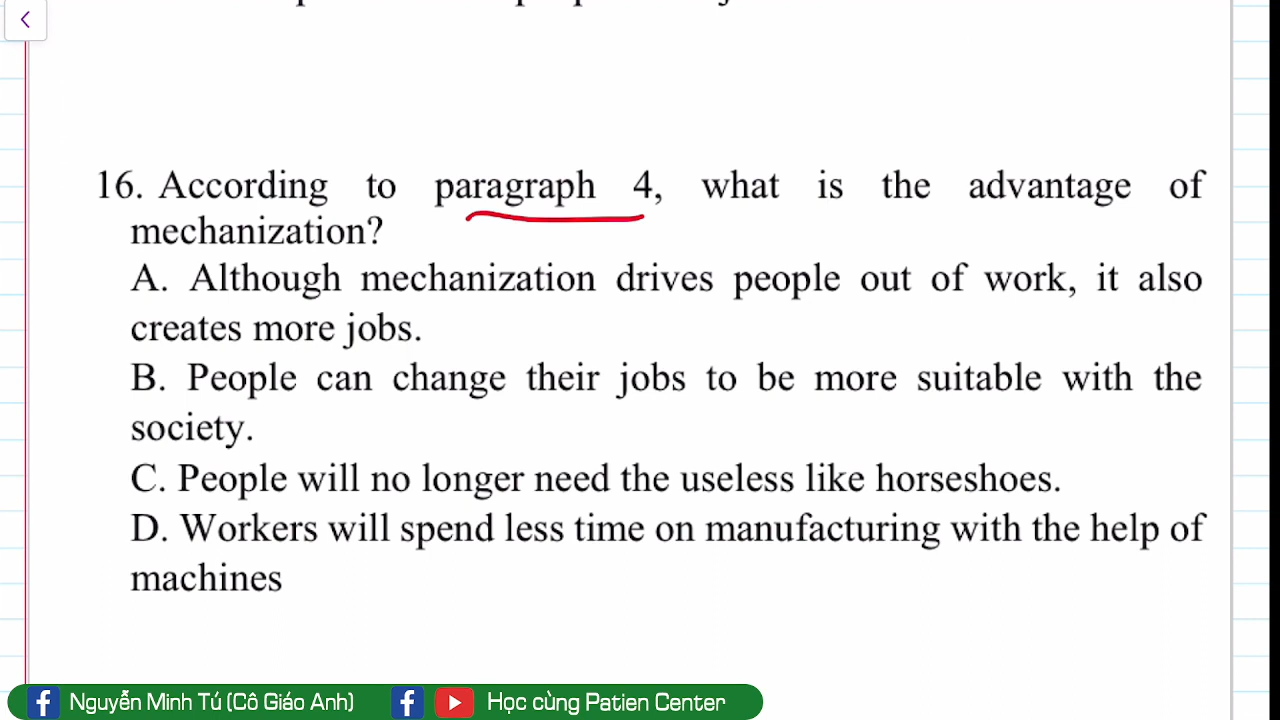 16. According to paragraph 4, what is the advantage of
mechanization?
A. Although mechanization drives people out of work, it also
creates more jobs.
B. People can change their jobs to be more suitable with the
society.
C. People will no longer need the useless like horseshoes.
D. Workers will spend less time on manufacturing with the help of
machines
Nguyễn Minh Tú (Cô Giáo Anh) Học cùng Patien Center